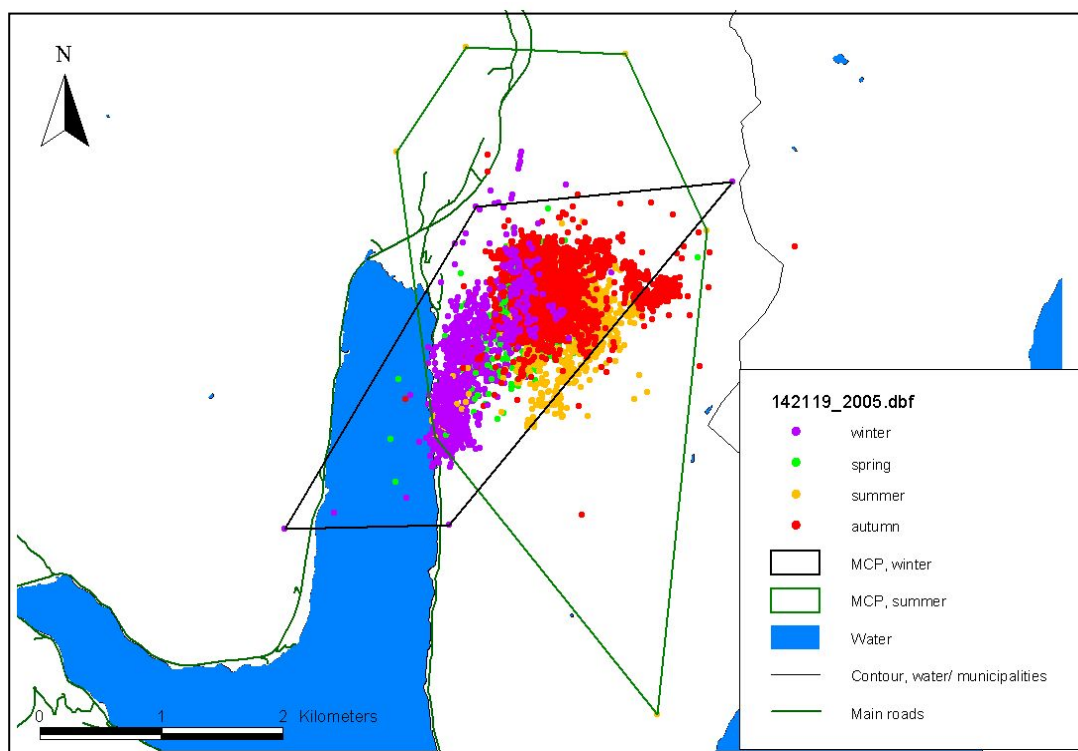 N
142119_2005.dbf
winter
spring
summer
autumn
MCP, winter
MCP, summer
Water
Contour, water/ municipalities
Main roads
0 1 2 Kilometers